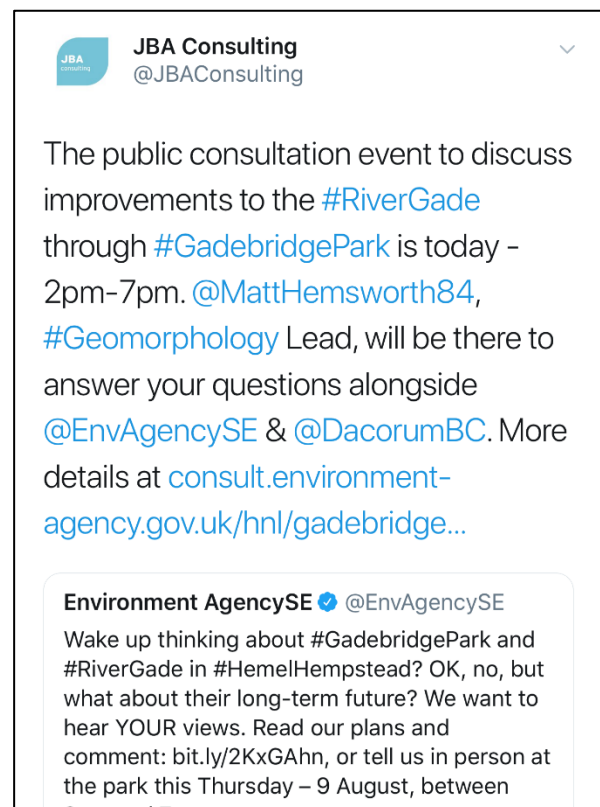 JBA
consulting
JBA Consulting
@JBAConsulting
The public consultation event to discuss
improvements to the #RiverGade
through #GadebridgePark is today -
2pm-7pm. @MattHemsworth84,
#Geomorphology Lead, will be there to
answer your questions alongside
@EnvAgencySE & @DacorumBC. More
details at consult.environment-
agency.gov.uk/hnl/gadebridge...
Environment AgencySE @EnvAgencySE
Wake up thinking about #GadebridgePark and
#RiverGade in #HemelHempstead? OK, no, but
what about their long-term future? We want to
hear YOUR views. Read our plans and
comment: bit.ly/2KxGAhn, or tell us in person at
the park this Thursday – 9 August, between